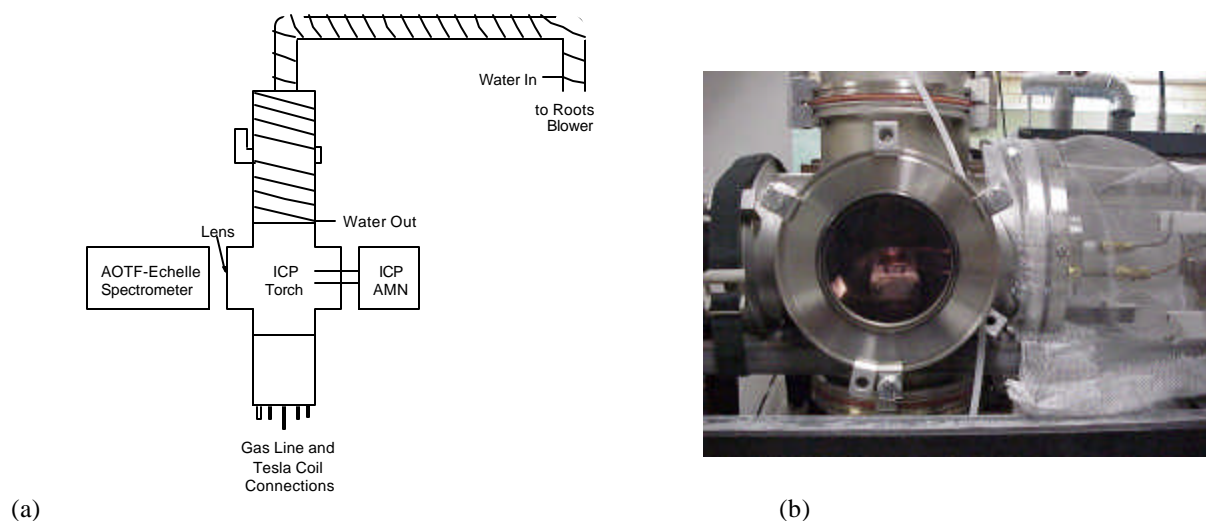 Water In
to Roots
Blower
Water Out
Lens
AOTF-Echelle
Spectrometer
ICP
Torch
ICP
AMN
Gas Line and
Tesla Coil
Connections
(a)
(b)